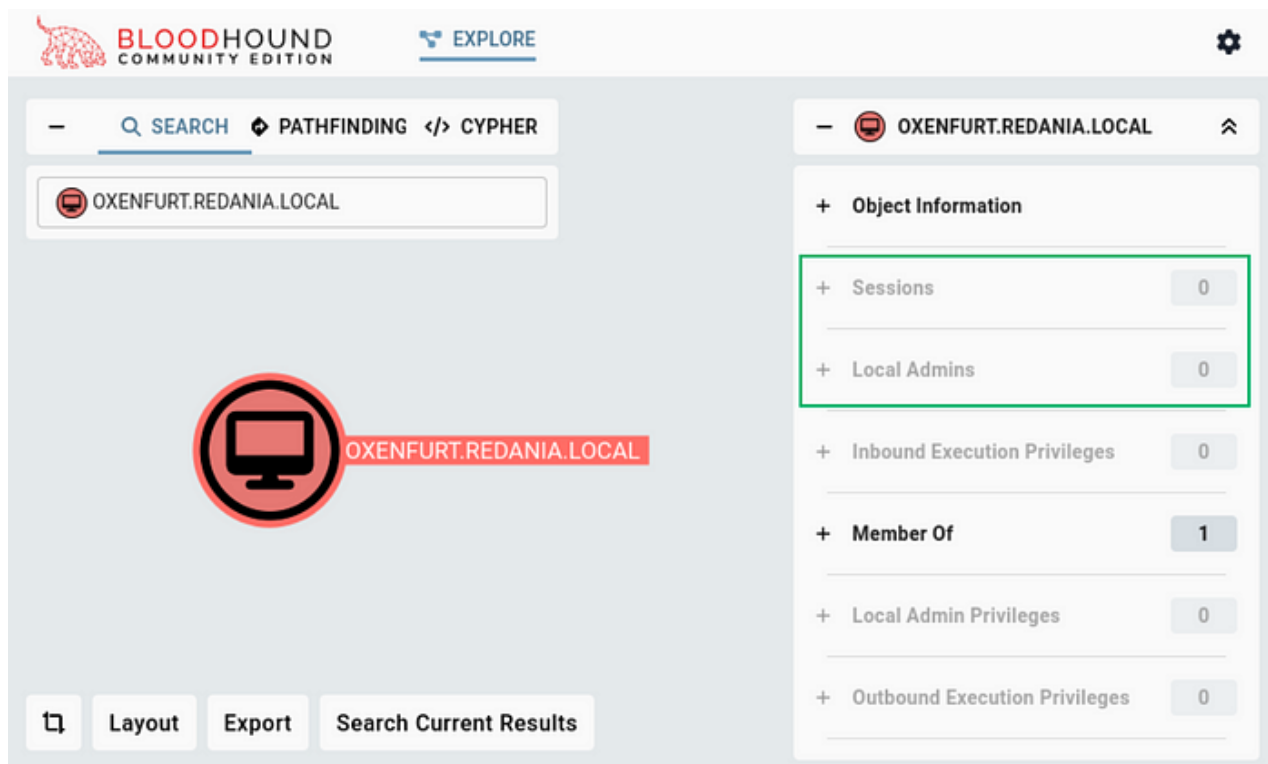 BLOODHOUND
COMMUNITY EDITION
EXPLORE
SEARCH
PATHFINDING
</> CYPHER
OXENFURT.REDANIA.LOCAL
OXENFURT.REDANIA.LOCAL
Layout
Export
Search Current Results
OXENFURT.REDANIA.LOCAL
+ Object Information
+ Sessions 0
+ Local Admins 0
+ Inbound Execution Privileges 0
+ Member Of 1
+ Local Admin Privileges 0
+ Outbound Execution Privileges 0